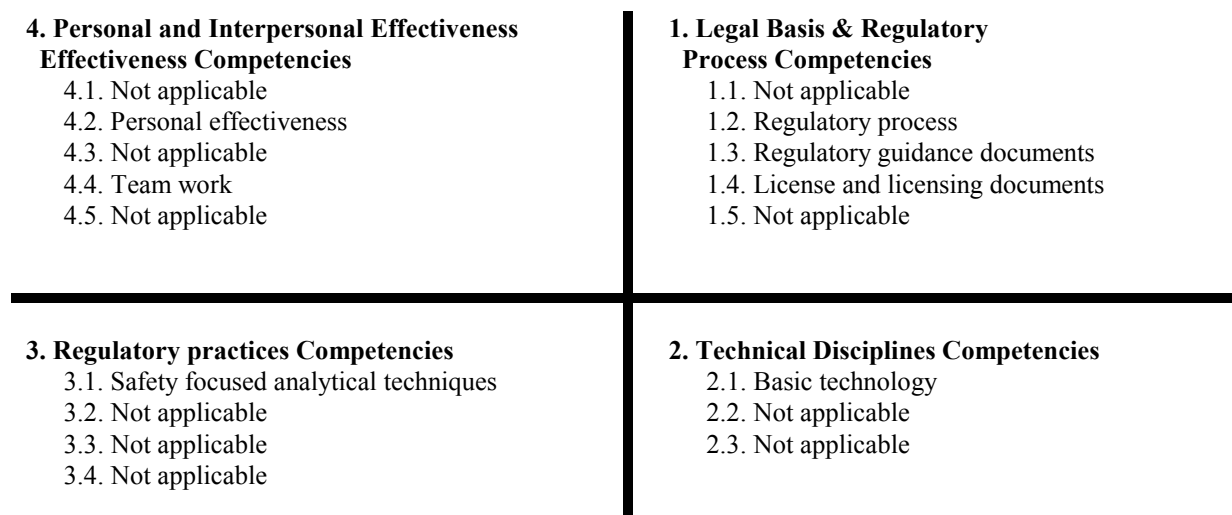 4. Personal and Interpersonal Effectiveness
Effectiveness Competencies
4.1. Not applicable
4.2. Personal effectiveness
4.3. Not applicable
4.4. Team work
4.5. Not applicable
1. Legal Basis & Regulatory
Process Competencies
1.1. Not applicable
1.2. Regulatory process
1.3. Regulatory guidance documents
1.4. License and licensing documents
1.5. Not applicable
3. Regulatory practices Competencies
3.1. Safety focused analytical techniques
3.2. Not applicable
3.3. Not applicable
3.4. Not applicable
2. Technical Disciplines Competencies
2.1. Basic technology
2.2. Not applicable
2.3. Not applicable